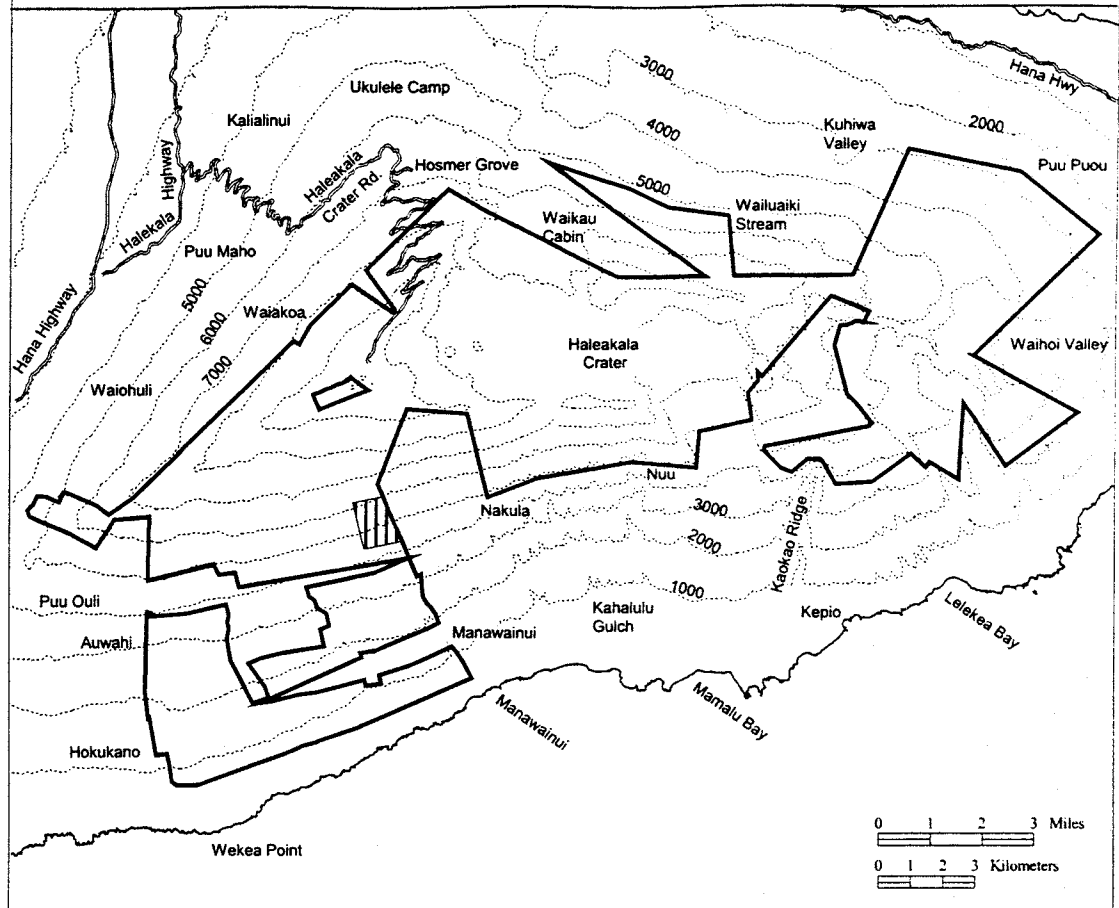 3000
Hana Hwy
Ukulele Camp
Kalialinui
4000
Kuhiwa
Valley
2000
Highway
Haleakala
Crater Rd.
Hosmer Grove
Puu Puou
5000
Waikau
Cabin
Wailuaiki
Stream
Halekala
Puu Maho
5000
Hana Highway
6000
Waiakoa
7000
Haleakala
Crater
Waihoi Valley
Waiohuli
Nuu
Nakula
3000
2000
Kaokao Ridge
1000
Puu Ouli
Auwahi
Manawainui
Kahalulu
Gulch
Kepio
Lelekea Bay
Mamalu Bay
Manawainui
Hokukano
Wekea Point
0 1 2 3 Miles
0 1 2 3 Kilometers